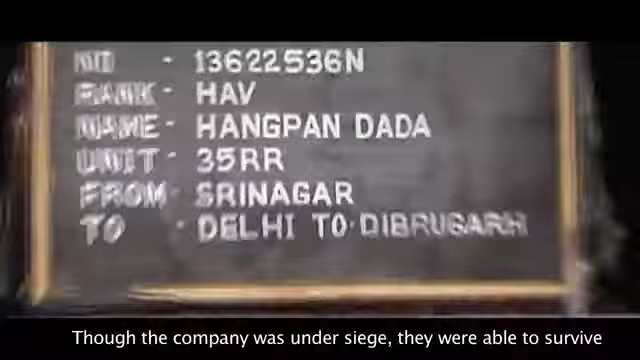 NO - 13622536N
RANK - HAV
NAME - HANGPAN DADA
UNIT - 35RR
FROM - SRINAGAR
TO - DELHI TO DIBRUGARH
Though the company was under siege, they were able to survive